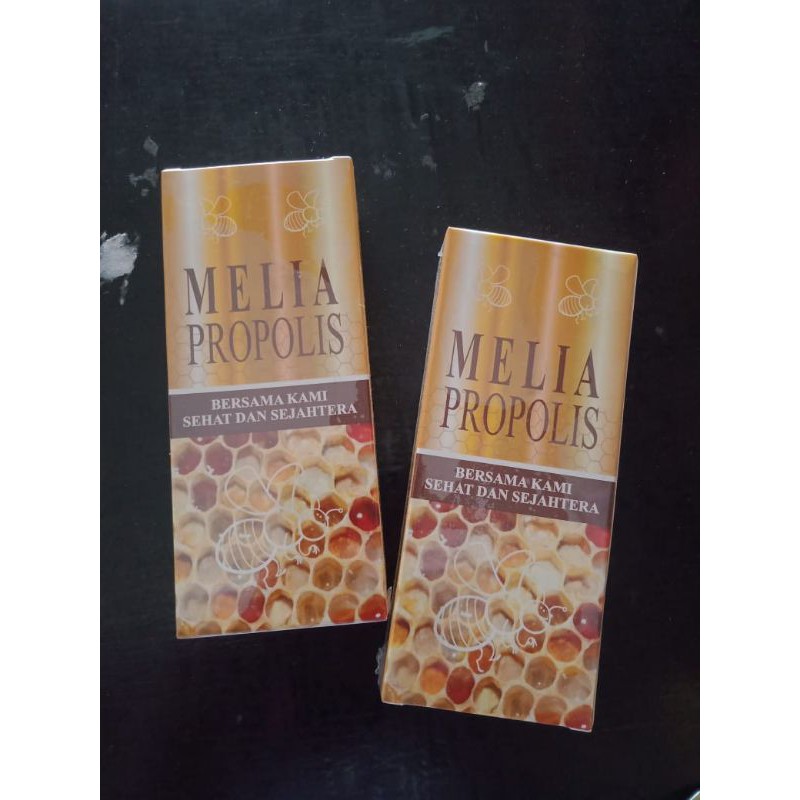 MELIA
PROPOLIS
BERSAMA KAMI
SEHAT DAN SEJAHTERA
MELIA
PROPOLIS
BERSAMA KAMI
SEHAT DAN SEJAHTERA